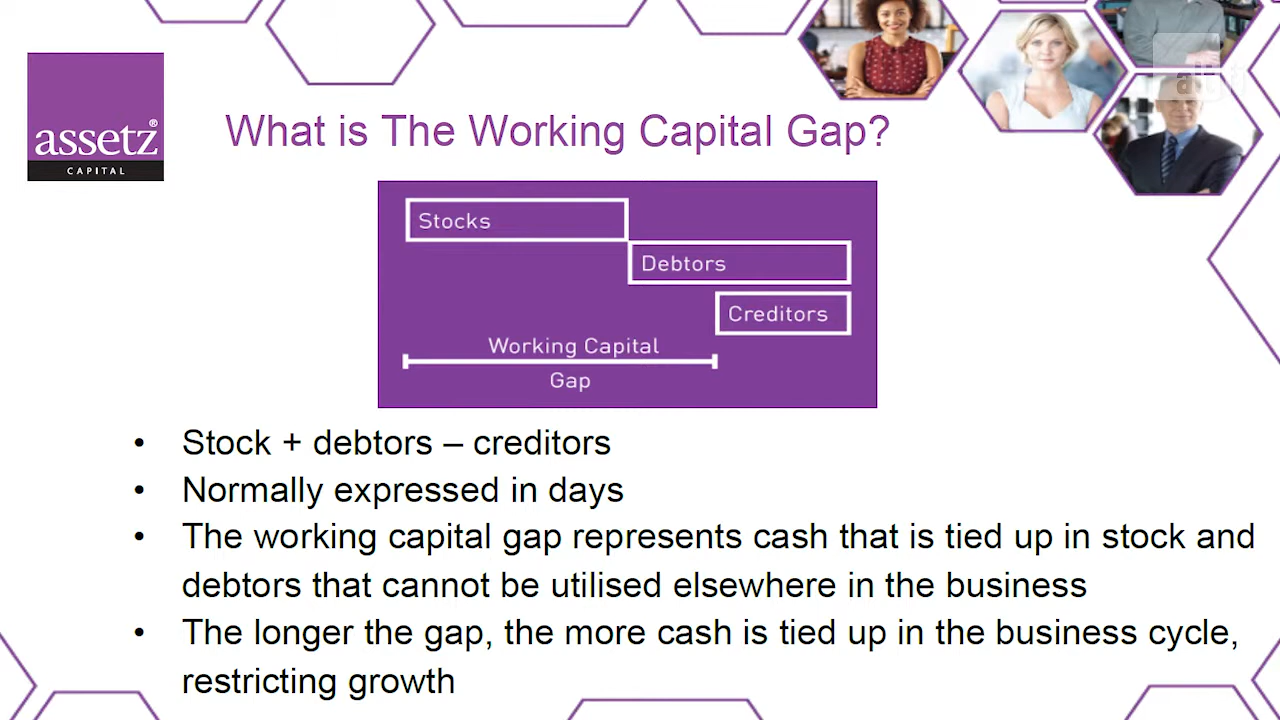 assetz®
CAPITAL
What is The Working Capital Gap?
Stocks
Debtors
Creditors
Working Capital
Gap
• Stock + debtors – creditors
• Normally expressed in days
• The working capital gap represents cash that is tied up in stock and
debtors that cannot be utilised elsewhere in the business
• The longer the gap, the more cash is tied up in the business cycle,
restricting growth